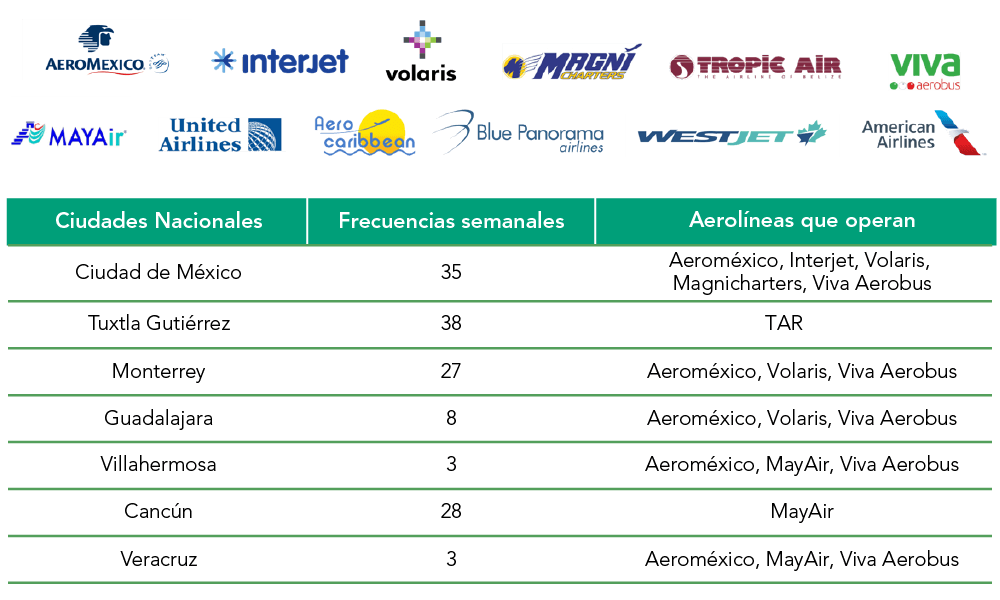 AEROMEXICO
interjet
volaris
MAGNI
CHARTERS
TROPIC AIR
THE AIRLINE OF BELIZE
viva
aerobus
MAYAir
United
Airlines
Aero
caribbean
Blue Panorama
airlines
WESTJET
American
Airlines
Ciudades Nacionales Frecuencias semanales Aerolíneas que operan
Ciudad de México 35 Aeroméxico, Interjet, Volaris,
Magnicharters, Viva Aerobus
Tuxtla Gutiérrez 38 TAR
Monterrey 27 Aeroméxico, Volaris, Viva Aerobus
Guadalajara 8 Aeroméxico, Volaris, Viva Aerobus
Villahermosa 3 Aeroméxico, MayAir, Viva Aerobus
Cancún 28 MayAir
Veracruz 3 Aeroméxico, MayAir, Viva Aerobus